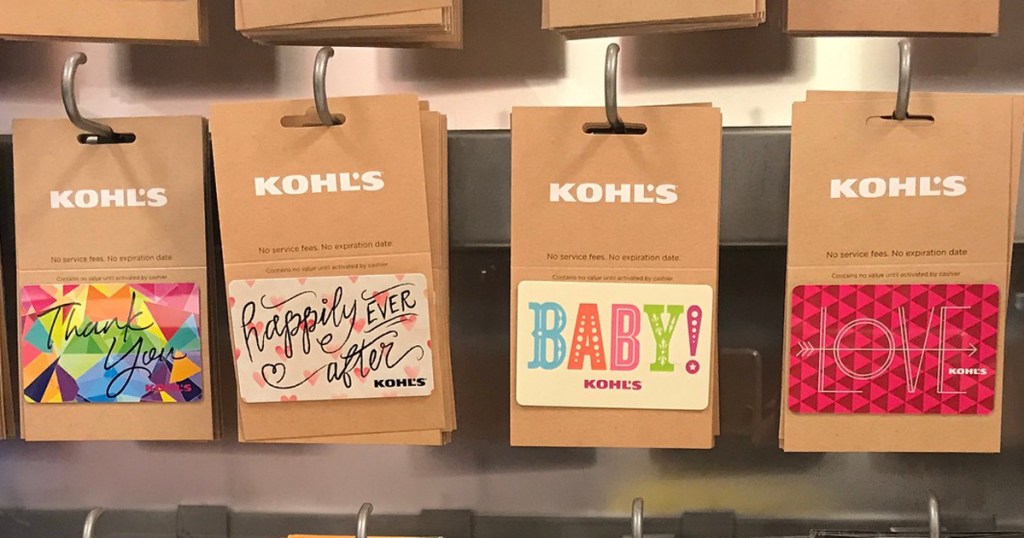 KOHL'S
No service fees. No expiration date.
Contains no value until activated by cashier
Thank
You
KOHL'S
KOHL'S
No service fees. No expiration date.
Contains no value until activated by cashier
happily EVER
after
KOHL'S
KOHL'S
No service fees. No expiration date.
Contains no value until activated by cashier
BABY!
KOHL'S
KOHL'S
No service fees. No expiration date.
Contains no value until activated by cashier
LOVE
KOHL'S